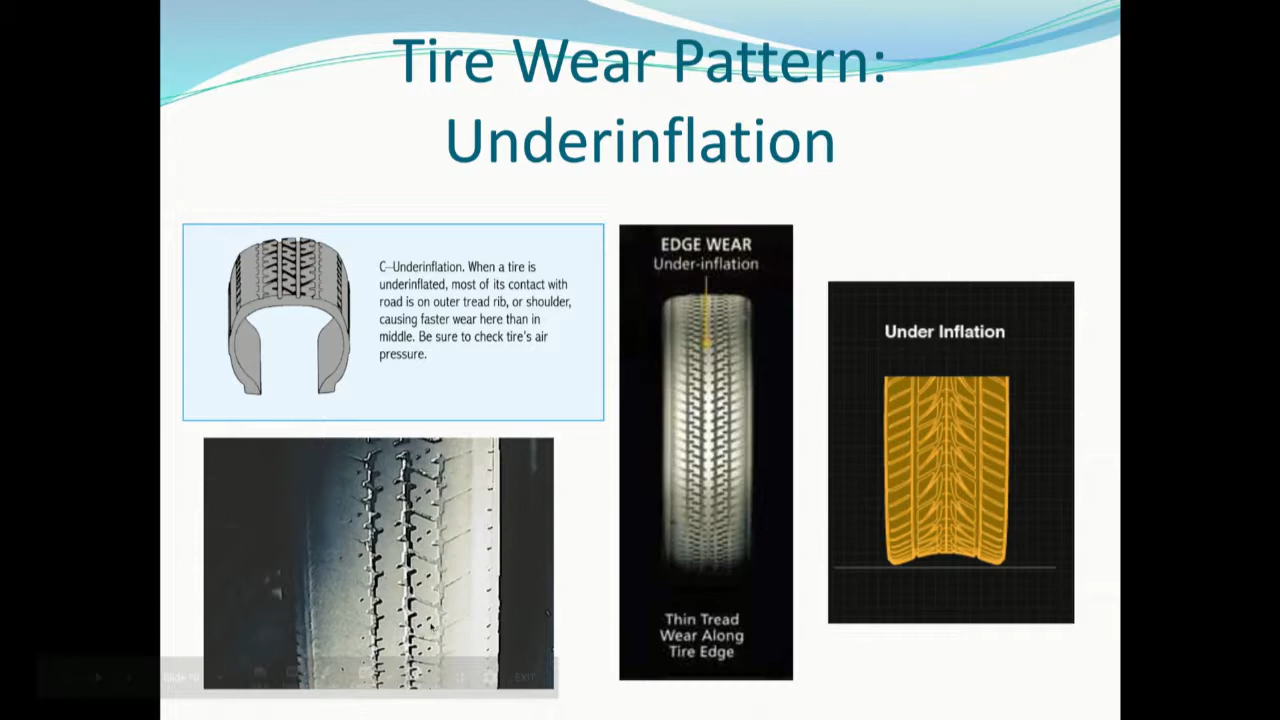 Tire Wear Pattern:
Underinflation
C–Underinflation. When a tire is
underinflated, most of its contact with
road is on outer tread rib, or shoulder,
causing faster wear here than in
middle. Be sure to check tire's air
pressure.
EDGE WEAR
Under-inflation
Thin Tread
Wear Along
Tire Edge
Under Inflation
EXIT